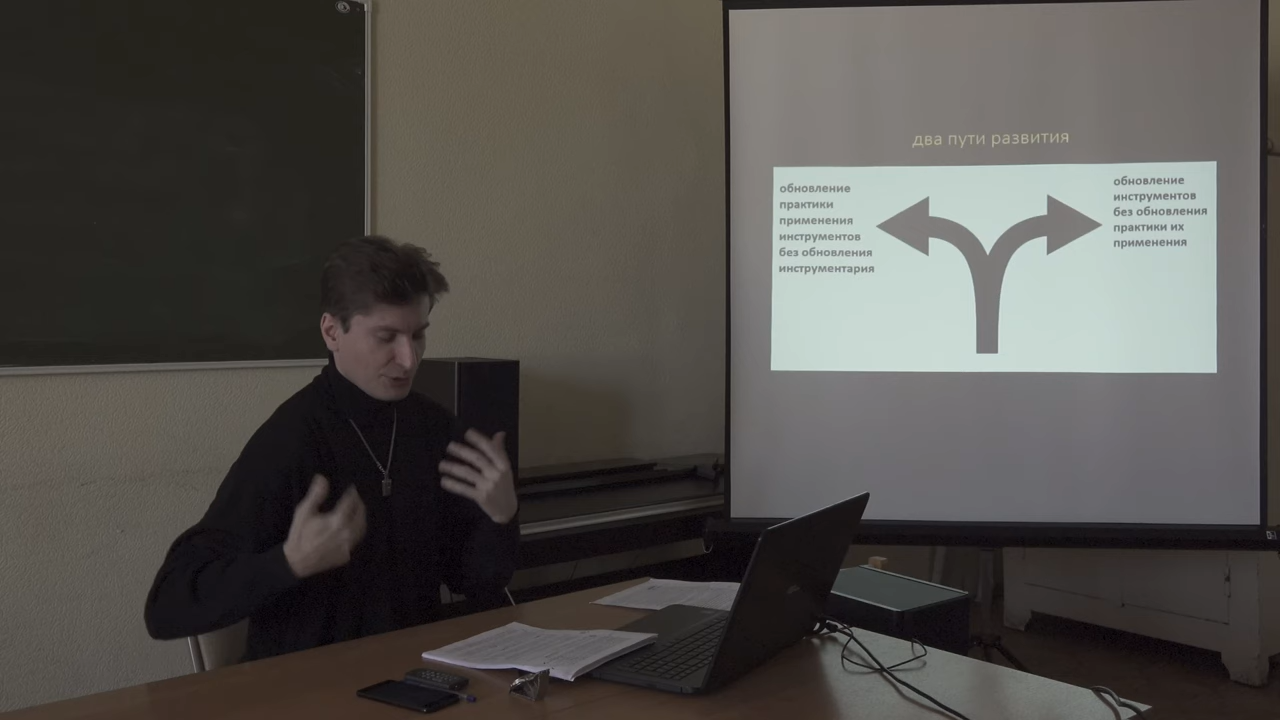 два пути развития
обновление
практики
применения
инструментов
без обновления
инструментария
обновление
инструментов
без обновления
практики их
применения